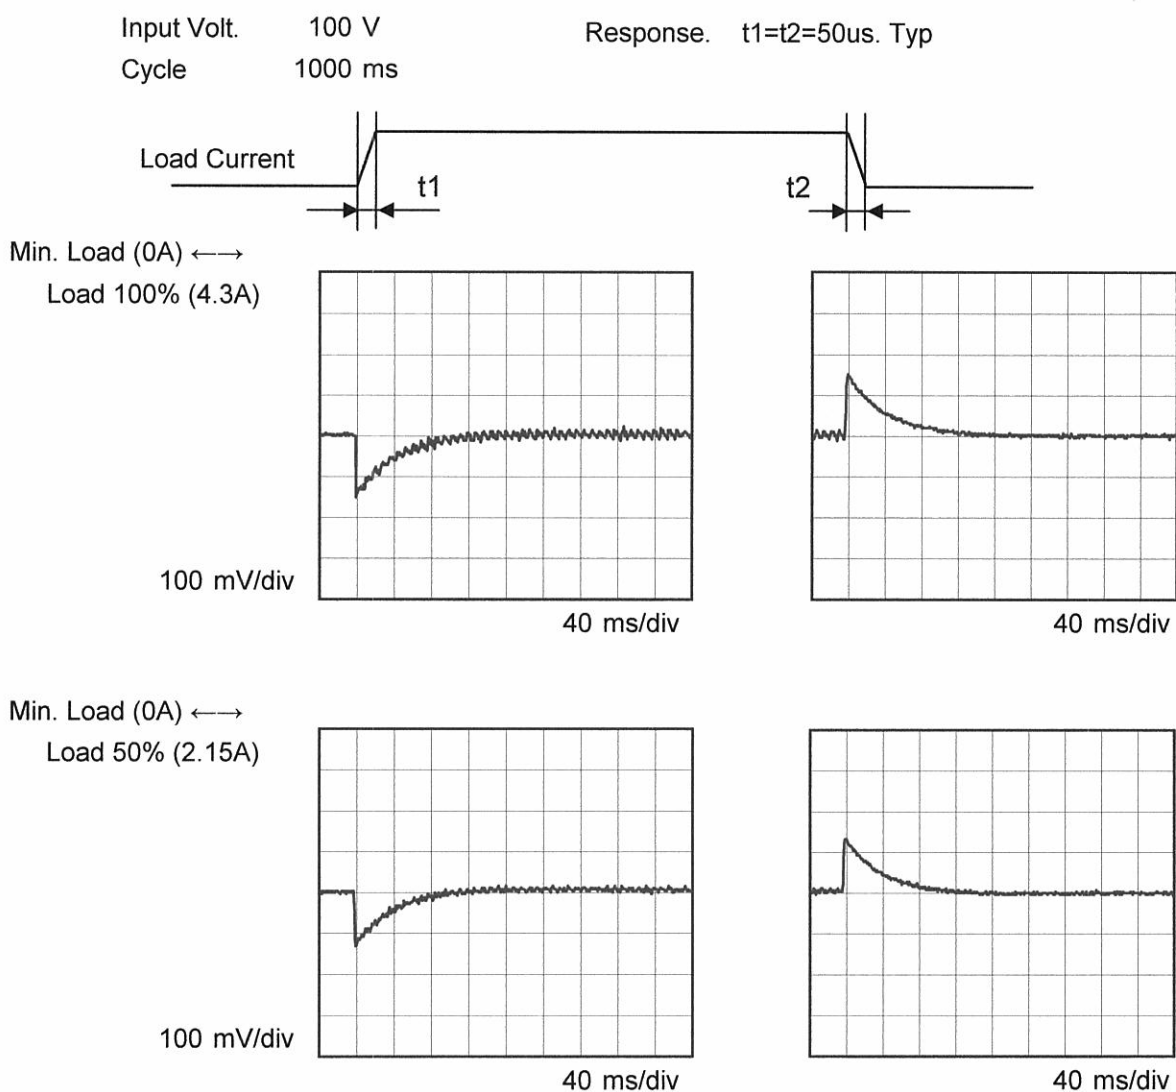 Input Volt. 100 V Response. t1=t2=50us. Typ
Cycle 1000 ms
Load Current
t1 t2
Min. Load (0A) ←→
Load 100% (4.3A)
100 mV/div
40 ms/div 40 ms/div
Min. Load (0A) ←→
Load 50% (2.15A)
100 mV/div
40 ms/div 40 ms/div